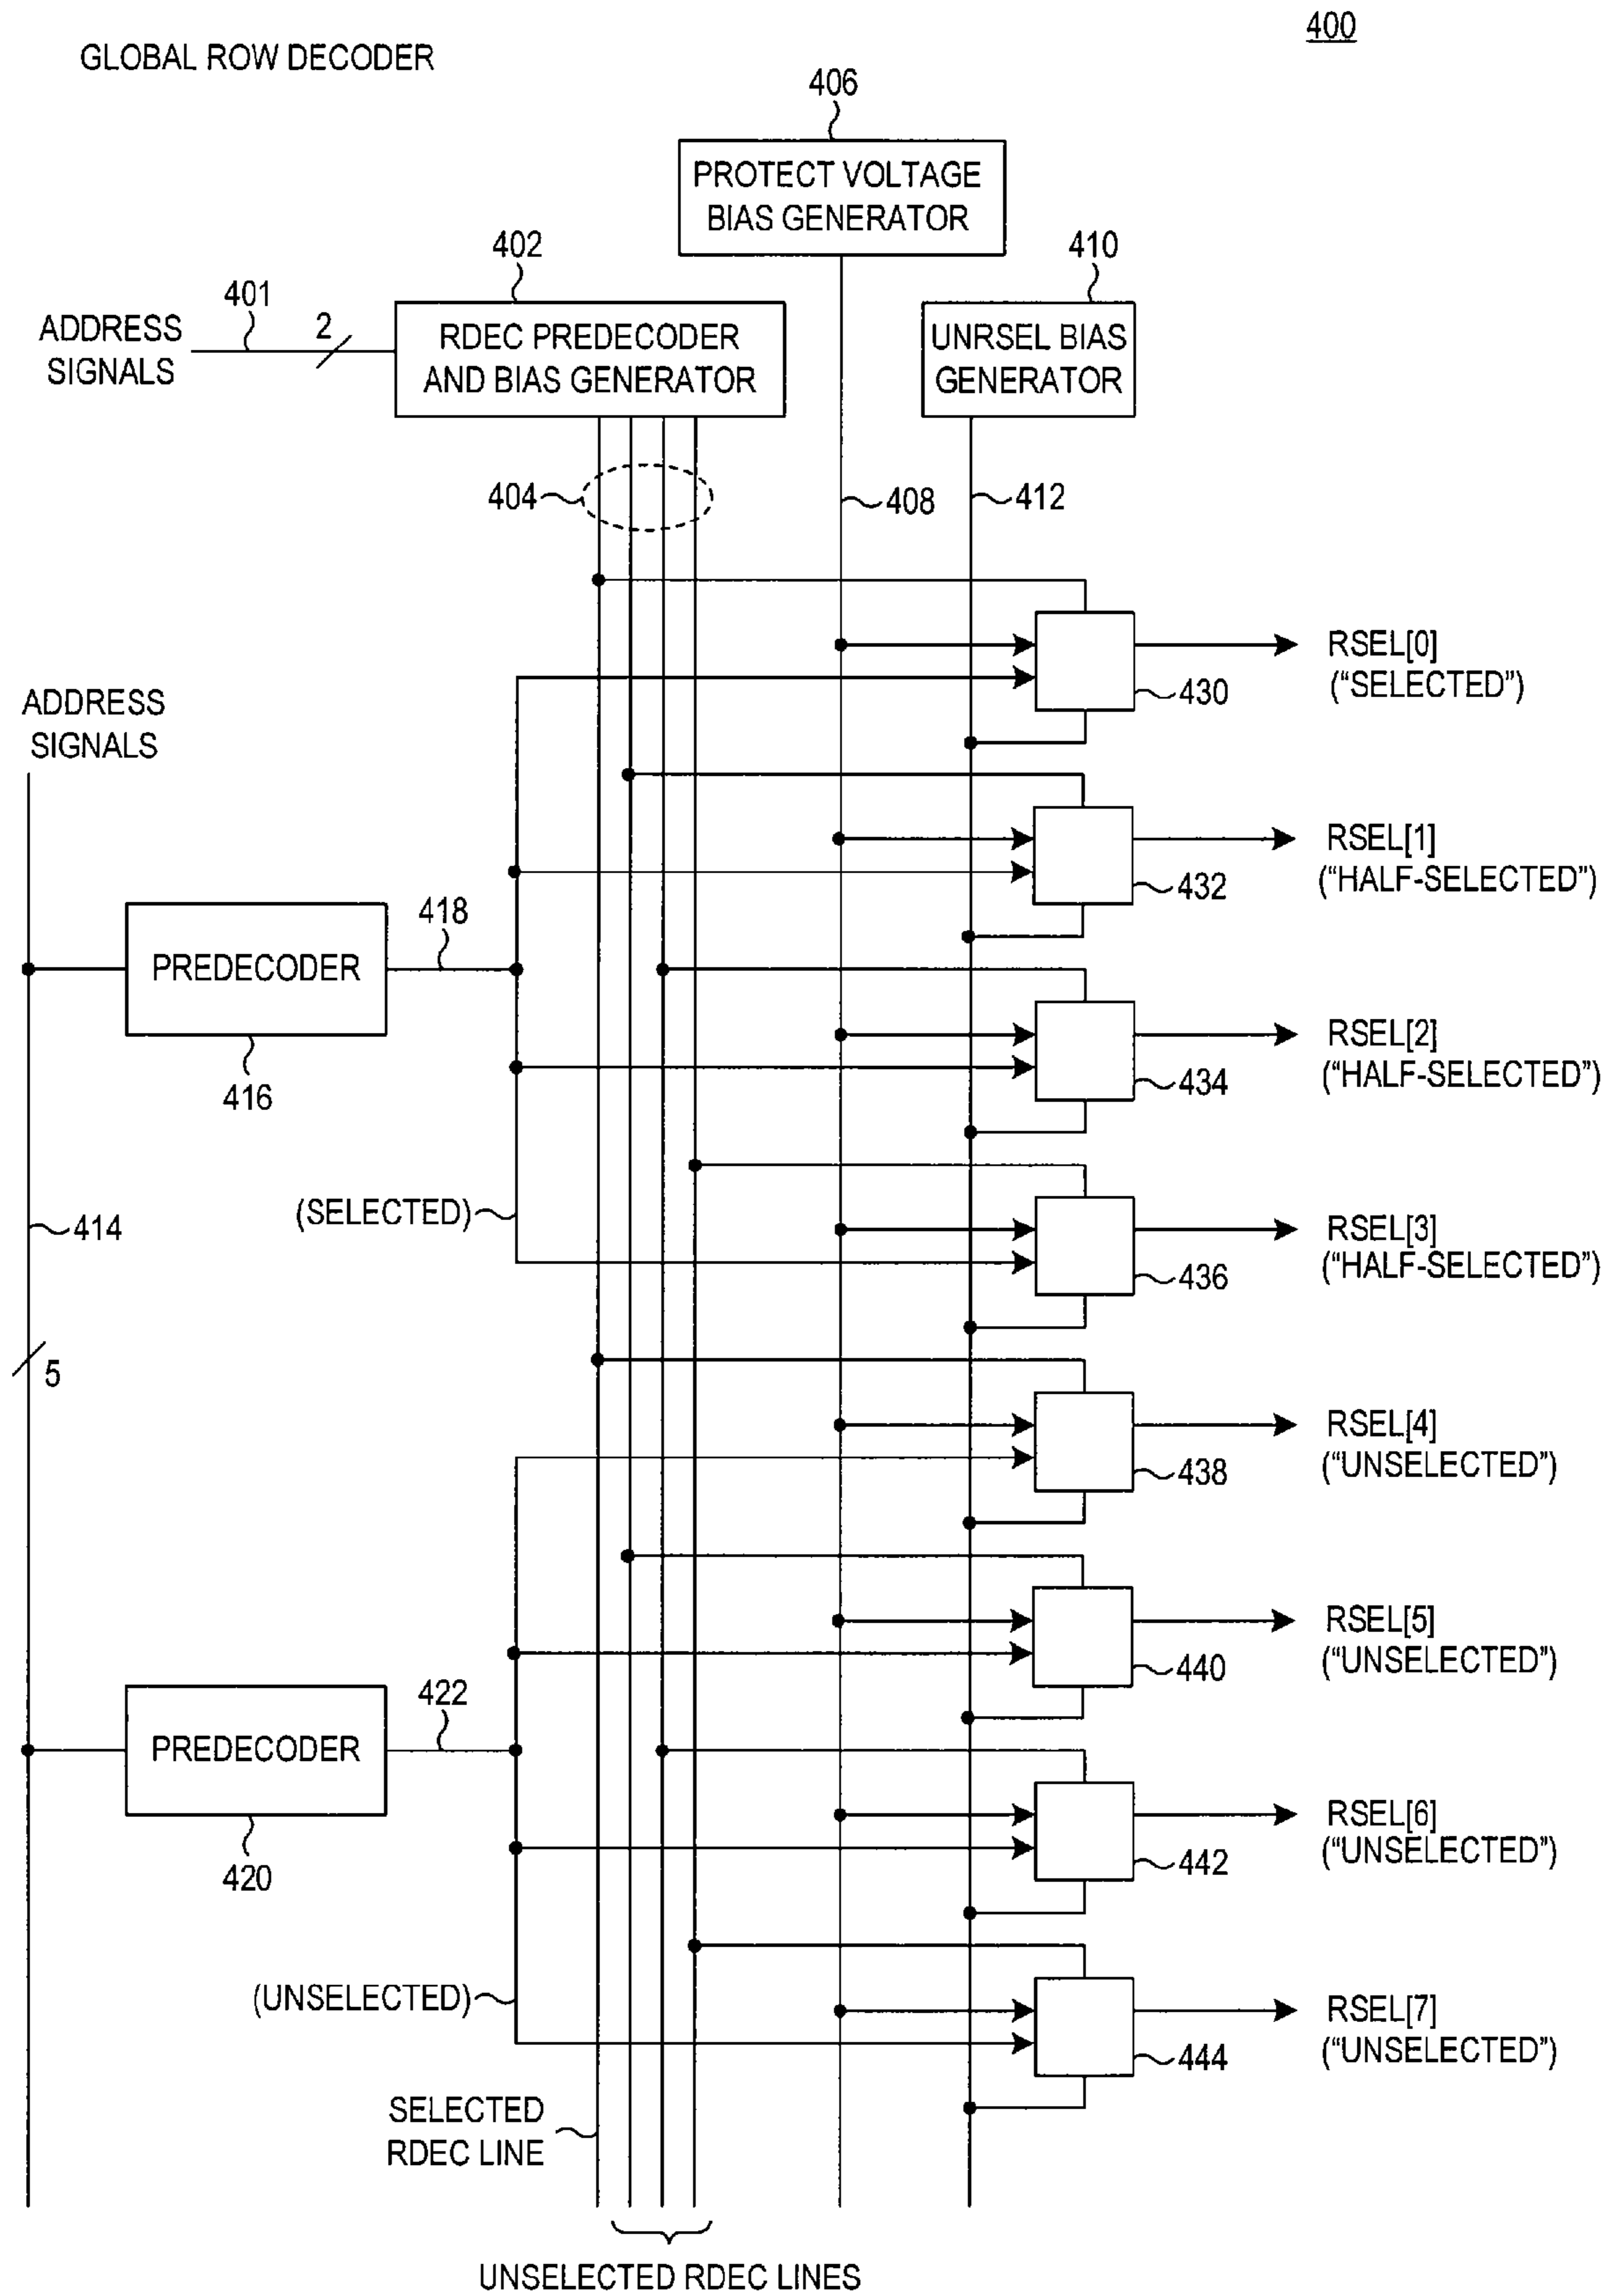 400
GLOBAL ROW DECODER
406
PROTECT VOLTAGE
BIAS GENERATOR
402
410
401
ADDRESS
SIGNALS
2
RDEC PREDECODER
AND BIAS GENERATOR
UNRSEL BIAS
GENERATOR
404
408
412
RSEL[0]
("SELECTED")
430
ADDRESS
SIGNALS
RSEL[1]
("HALF-SELECTED")
432
418
PREDECODER
416
RSEL[2]
("HALF-SELECTED")
434
(SELECTED)
414
RSEL[3]
("HALF-SELECTED")
436
5
RSEL[4]
("UNSELECTED")
438
RSEL[5]
("UNSELECTED")
440
422
PREDECODER
420
RSEL[6]
("UNSELECTED")
442
(UNSELECTED)
RSEL[7]
("UNSELECTED")
444
SELECTED
RDEC LINE
UNSELECTED RDEC LINES